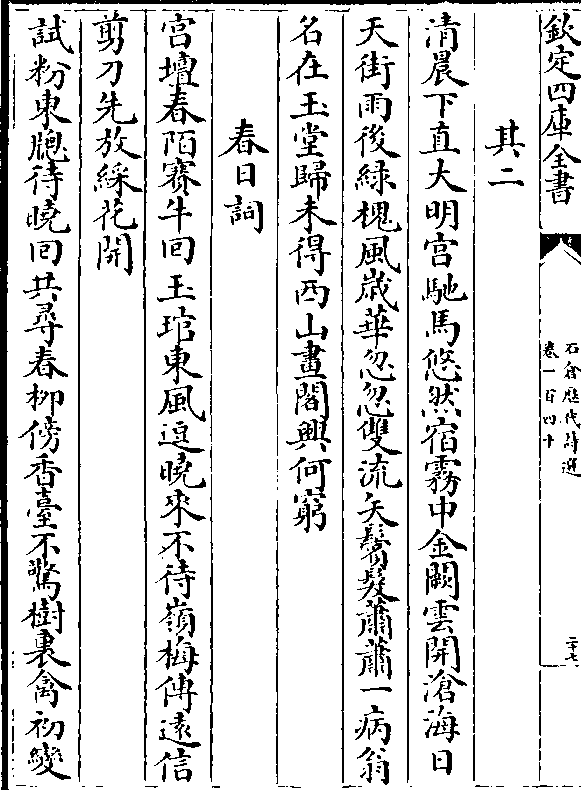 欽定四庫全書
石倉歴代詩選
卷一百四十
二十七
其二
清晨下直大明宫馳馬悠然宿霧中金闕雲開滄海日
天街雨後緑槐風嵗華忽忽雙流矢鬢髮蕭蕭一病翁
名在玉堂歸未得西山畫閣興何窮
春日詞
宫壇春陌賽牛回玉琯東風逗曉來不待嶺梅傳逺信
剪刀先放綵花開
試粉東牎待曉回共尋春柳傍香臺不驚樹裏禽初變